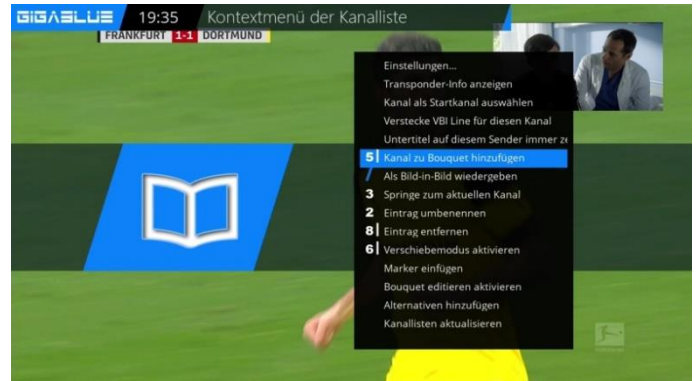 GIGABLUE 19:35 Kontextmenü der Kanalliste
FRANKFURT 1-1 DORTMUND
Einstellungen...
Transponder-Info anzeigen
Kanal als Startkanal auswählen
Verstecke VBI Line für diesen Kanal
Untertitel auf diesem Sender immer ze
5 Kanal zu Bouquet hinzufügen
Als Bild-in-Bild wiedergeben
3 Springe zum aktuellen Kanal
2 Eintrag umbenennen
8 Eintrag entfernen
6 Verschiebemodus aktivieren
Marker einfügen
Bouquet editieren aktivieren
Alternativen hinzufügen
Kanallisten aktualisieren